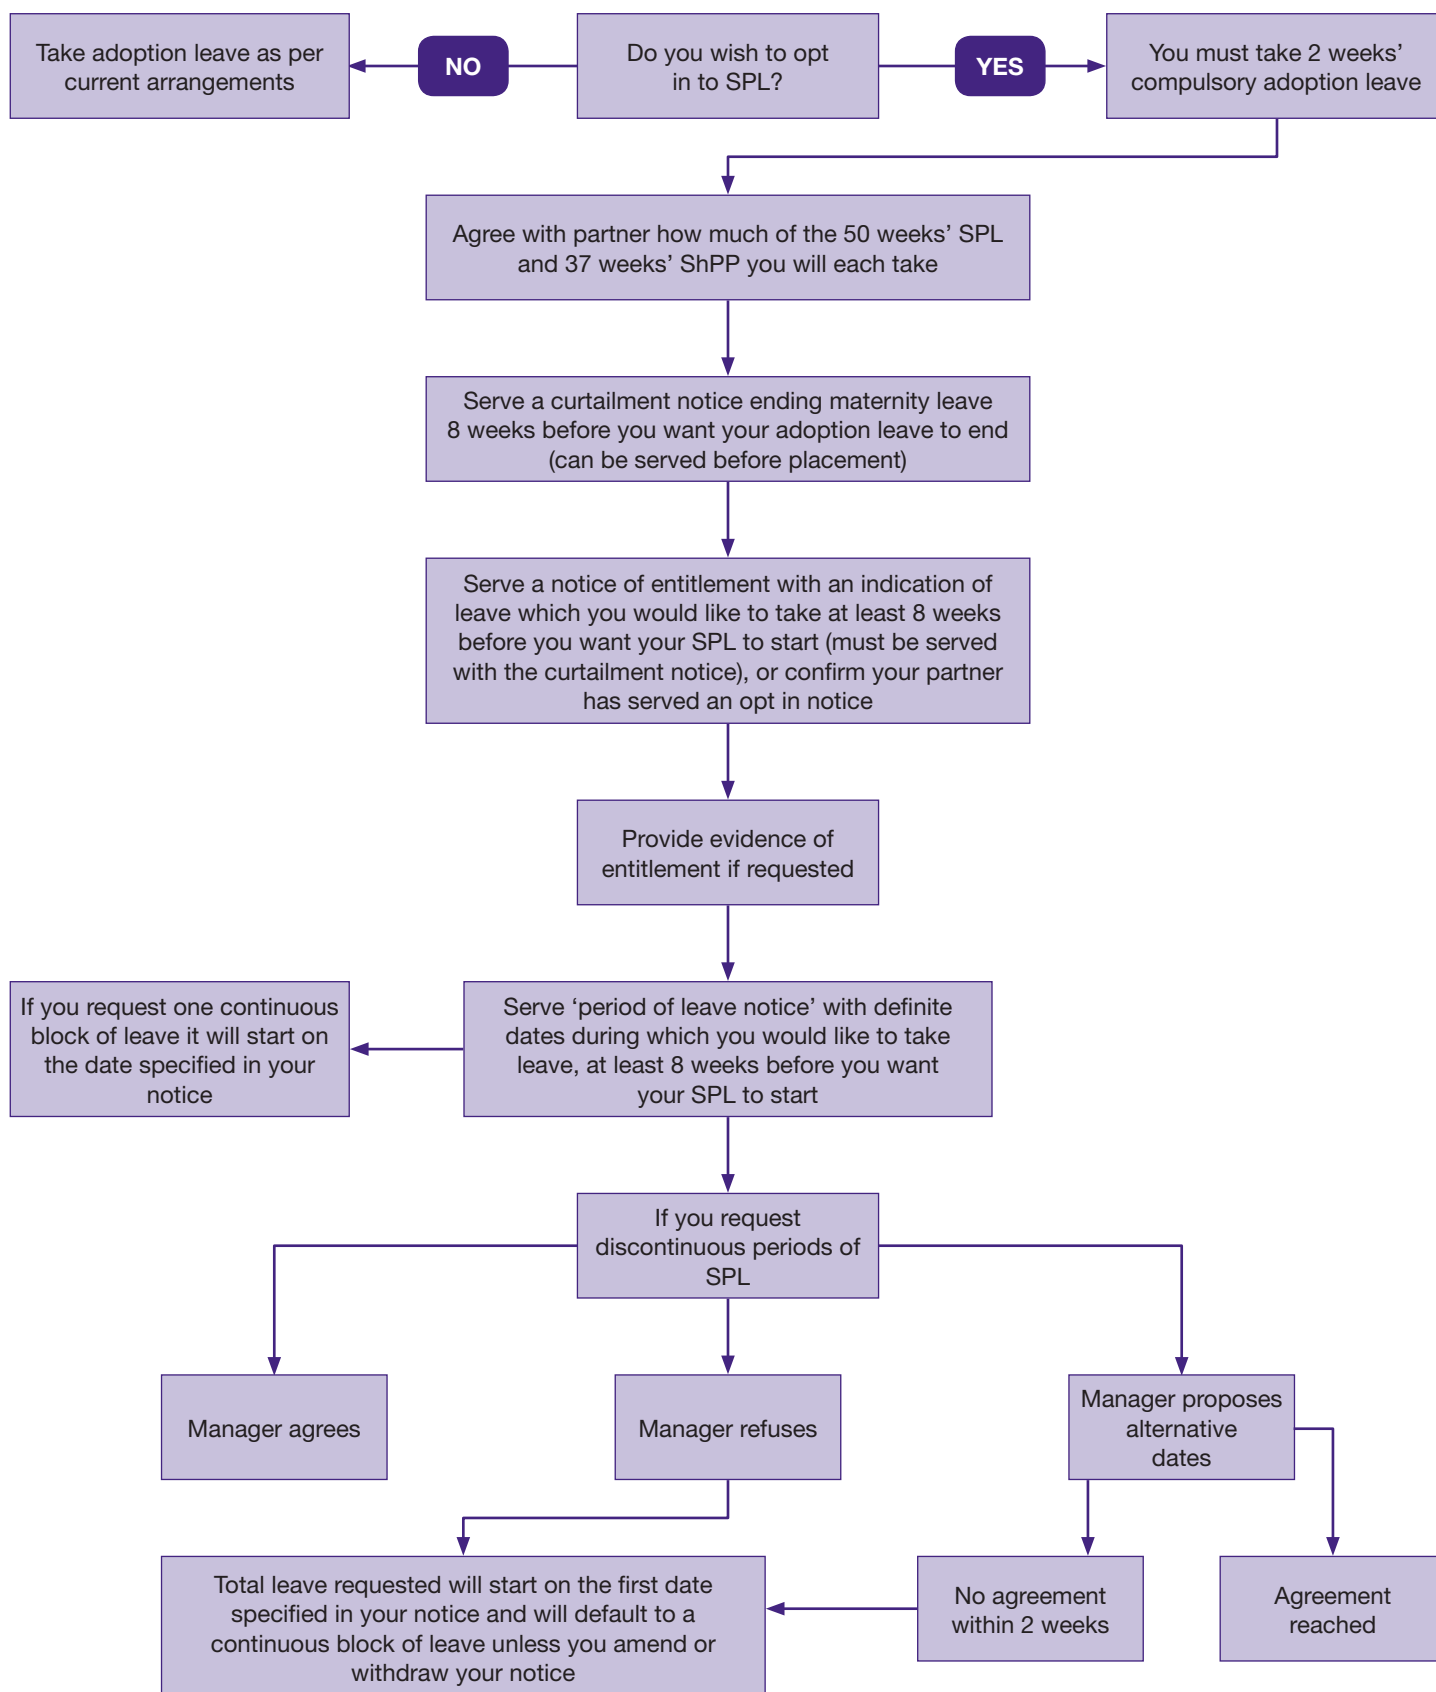 Take adoption leave as per
current arrangements
NO
Do you wish to opt
in to SPL?
YES
You must take 2 weeks’
compulsory adoption leave
Agree with partner how much of the 50 weeks’ SPL
and 37 weeks’ ShPP you will each take
Serve a curtailment notice ending maternity leave
8 weeks before you want your adoption leave to end
(can be served before placement)
Serve a notice of entitlement with an indication of
leave which you would like to take at least 8 weeks
before you want your SPL to start (must be served
with the curtailment notice), or confirm your partner
has served an opt in notice
Provide evidence of
entitlement if requested
If you request one continuous
block of leave it will start on
the date specified in your
notice
Serve ‘period of leave notice’ with definite
dates during which you would like to take
leave, at least 8 weeks before you want
your SPL to start
If you request
discontinuous periods of
SPL
Manager agrees
Manager refuses
Manager proposes
alternative
dates
Total leave requested will start on the first date
specified in your notice and will default to a
continuous block of leave unless you amend or
withdraw your notice
No agreement
within 2 weeks
Agreement
reached